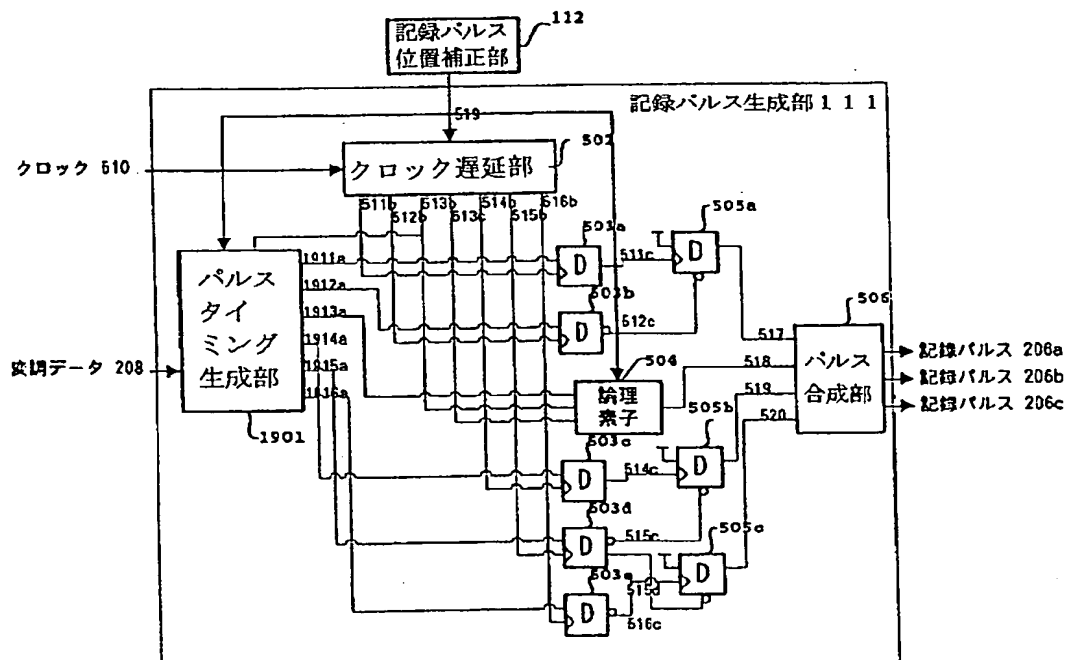 112
記録パルス
位置補正部
記録パルス生成部111
519
502
クロック 510
クロック遅延部
511b
512b
513b
513c
514b
515b
516b
505a
503a
D
511c
D
パルス
タイ
ミング
生成部
1911a
1912a
1913a
1914a
1915a
1916a
503b
D
512c
506
変調データ 208
504
517
518
519
520
パルス
合成部
記録パルス 206a
記録パルス 206b
記録パルス 206c
論理
素子
505b
1901
503c
D
514c
D
503d
D
515c
505c
D
515d
503e
D
516c